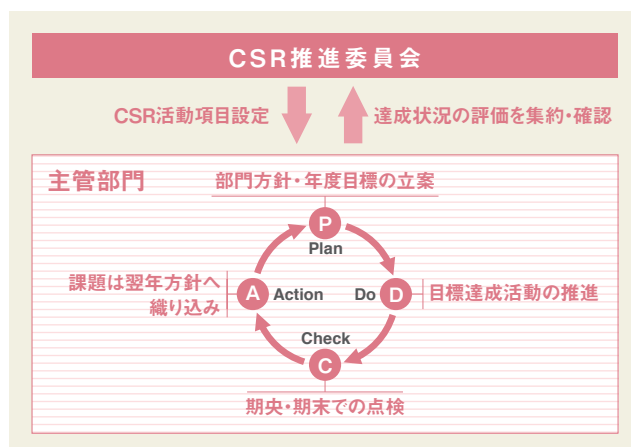 CSR推進委員会
CSR活動項目設定
達成状況の評価を集約・確認
主管部門
部門方針・年度目標の立案
P
Plan
課題は翌年方針へ
織り込み
A
Action
Do
D
目標達成活動の推進
Check
C
期央・期末での点検